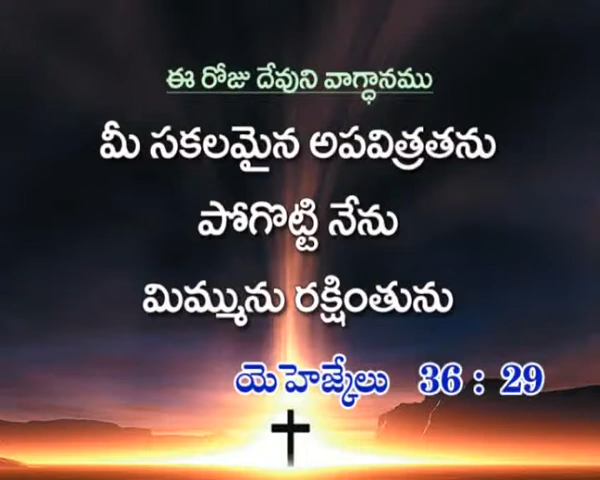 ఈ రోజు దేవుని వాగ్ధానము
మీ సకలమైన అపవిత్రతను
పోగొట్టి నేను
మిమ్మును రక్షింతును
యెహెజ్కేలు 36 : 29